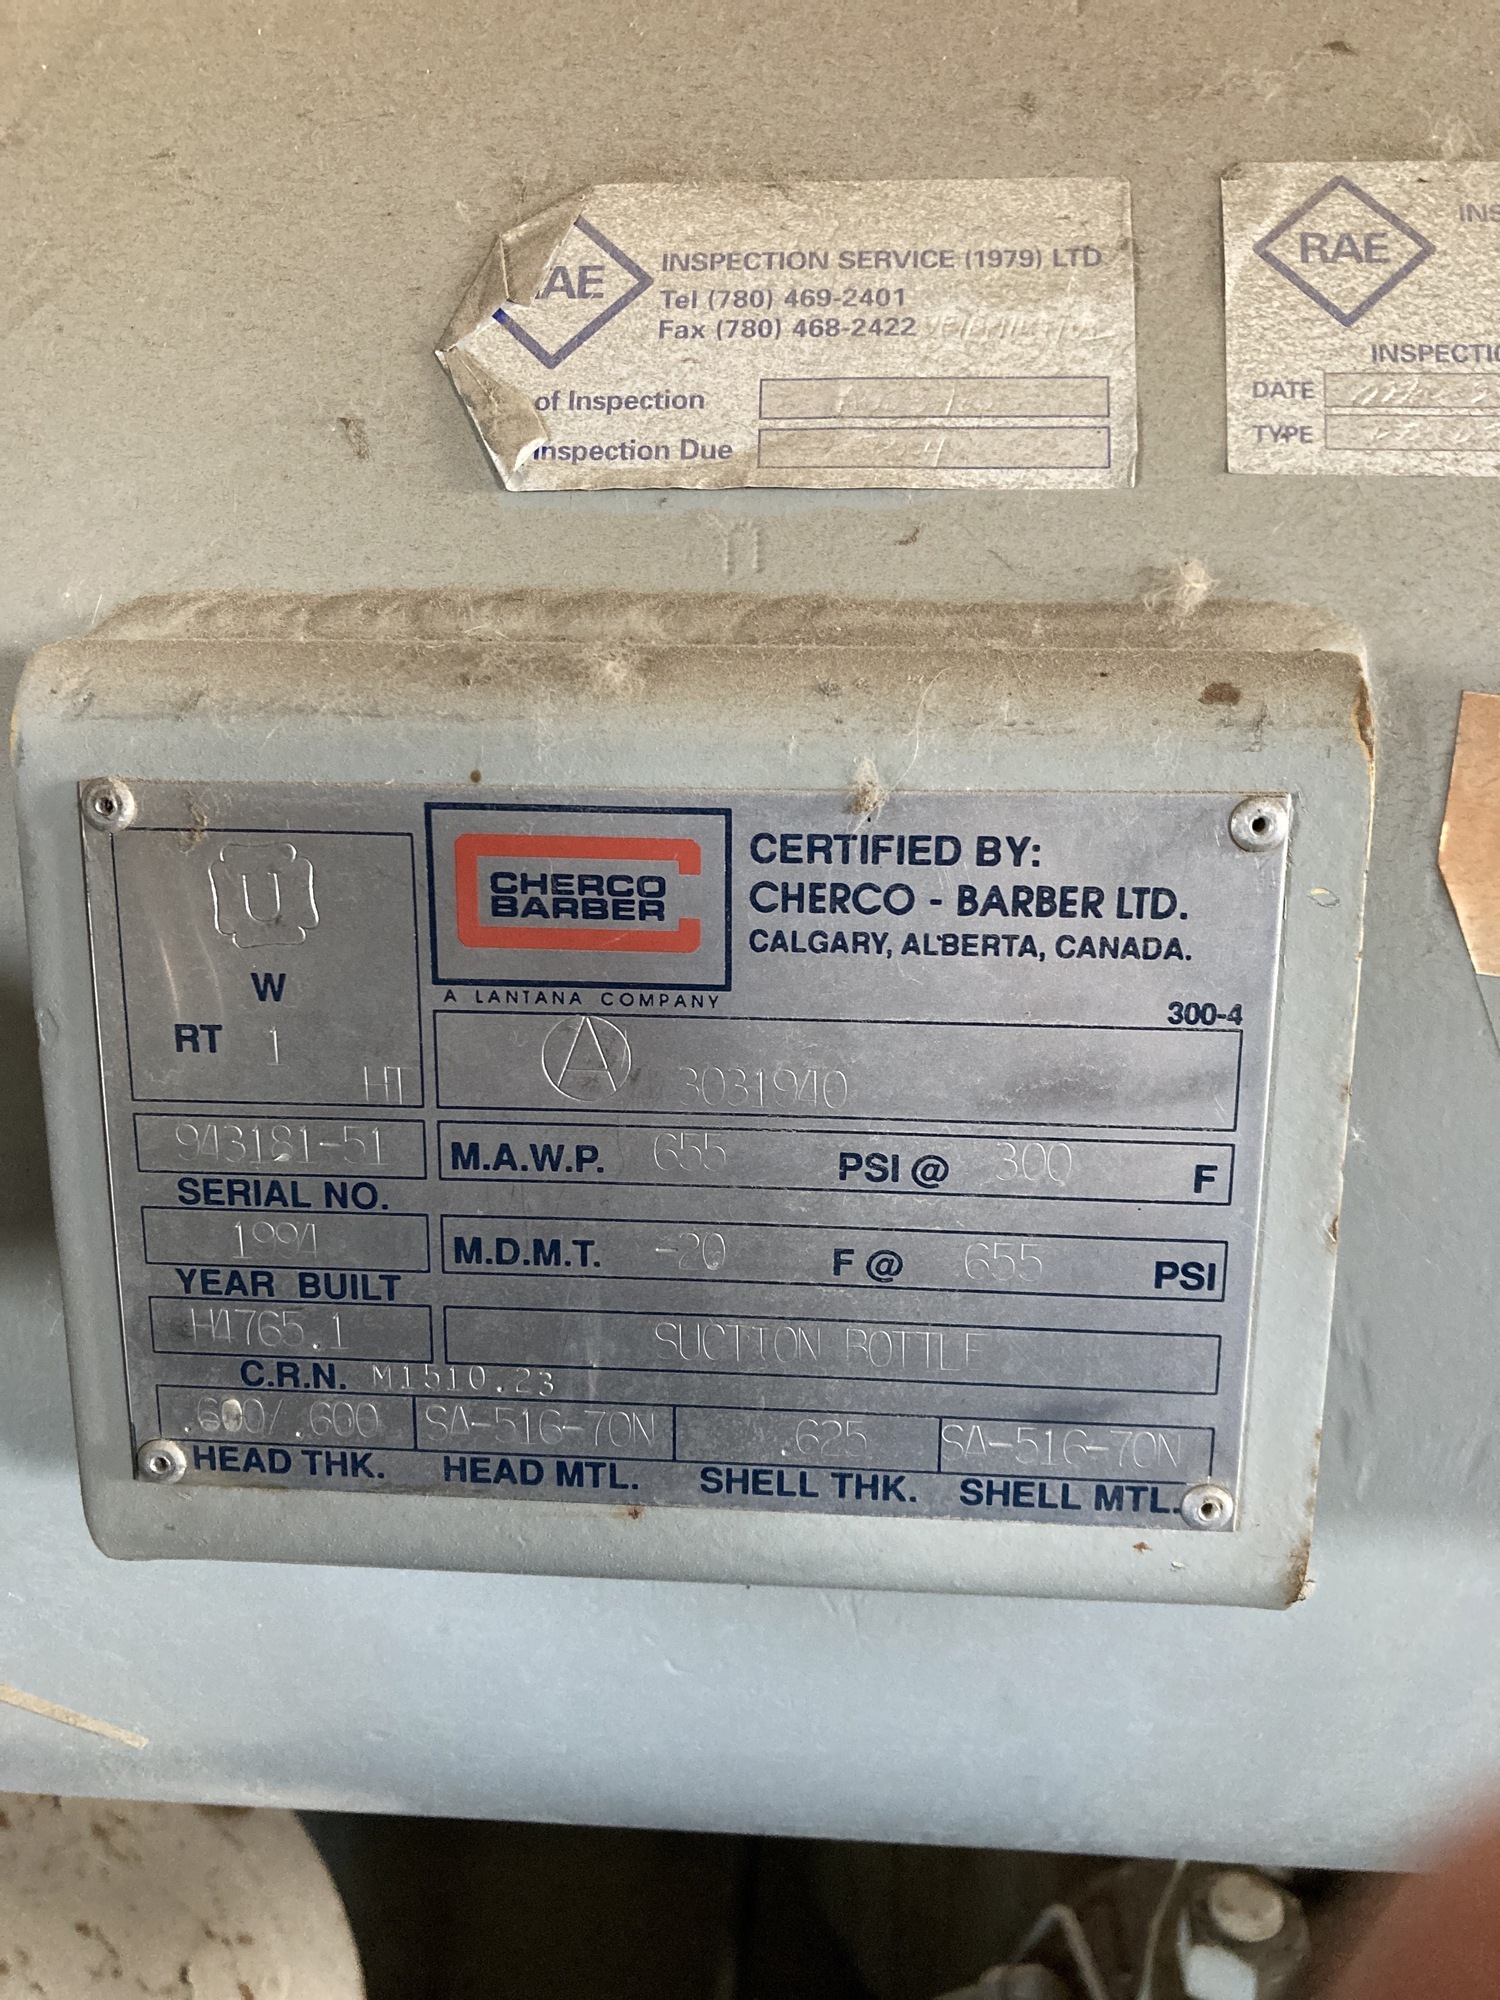 AE
INSPECTION SERVICE (1979) LTD
Tel (780) 469-2401
Fax (780) 468-2422
of Inspection
Inspection Due
RAE
INS
INSPECTIO
DATE
TYPE
U
W
RT 1
HT
CHERCO
BARBER
A LANTANA COMPANY
CERTIFIED BY:
CHERCO - BARBER LTD.
CALGARY, ALBERTA, CANADA.
300-4
A 3031940
943181-51
SERIAL NO.
M.A.W.P. 655 PSI @ 300 F
1994
YEAR BUILT
M.D.M.T. -20 F @ 655 PSI
H4765.1
C.R.N. M1510.23
SUCTION BOTTLE
.600/.600 SA-516-70N .625 SA-516-70N
HEAD THK. HEAD MTL. SHELL THK. SHELL MTL.